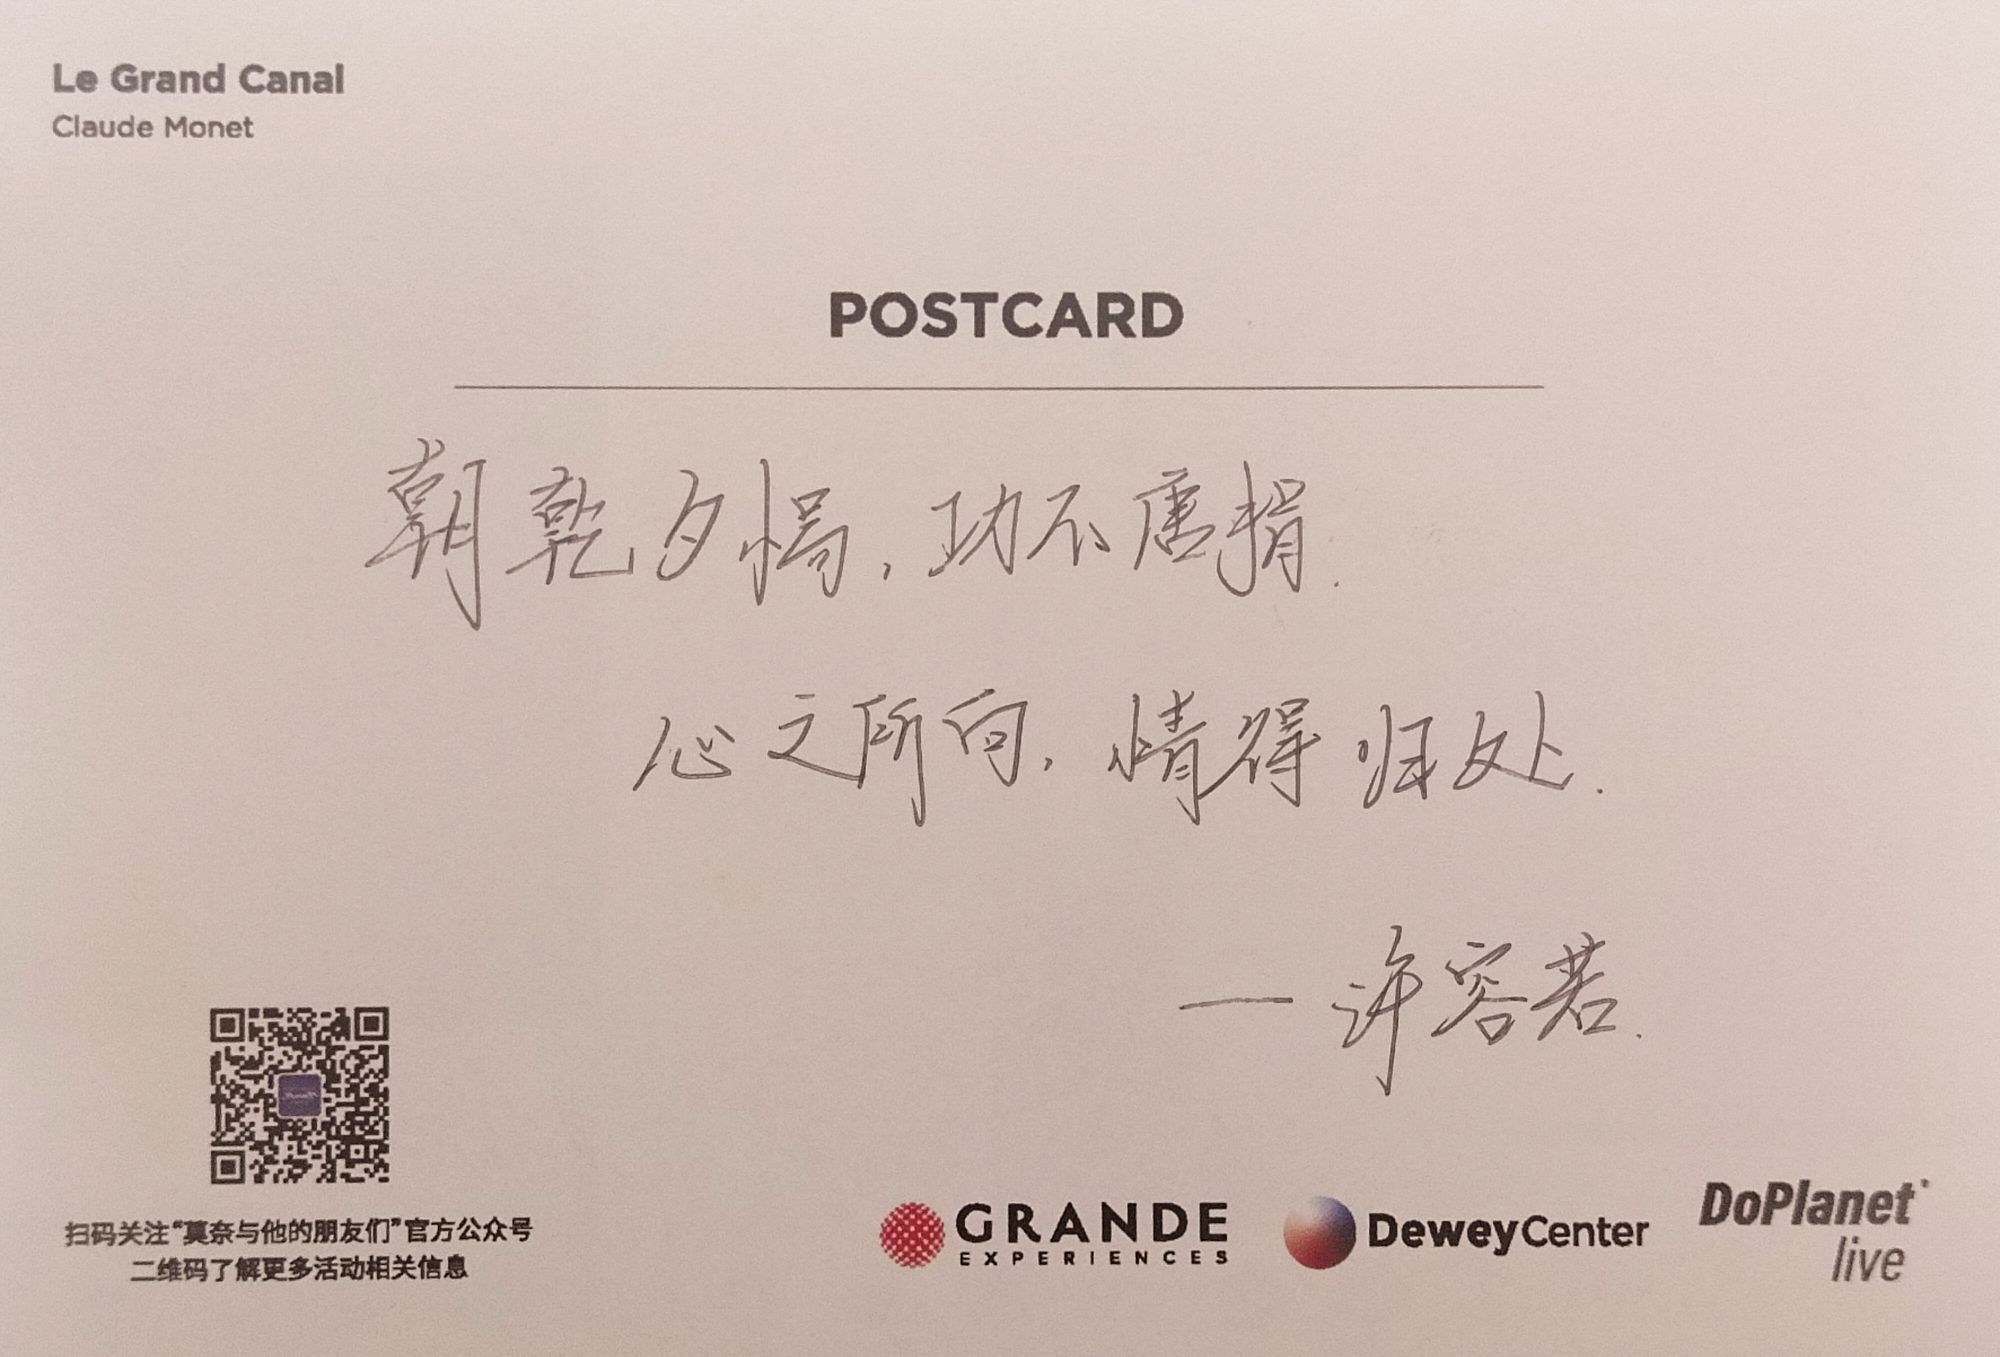 Le Grand Canal
Claude Monet
POSTCARD
朝乾夕惕，功不唐捐.
心之所向，情得归处.
— 许容若.
扫码关注“莫奈与他的朋友们”官方公众号
二维码了解更多活动相关信息
GRANDE
EXPERIENCES
DeweyCenter
DoPlanet
live